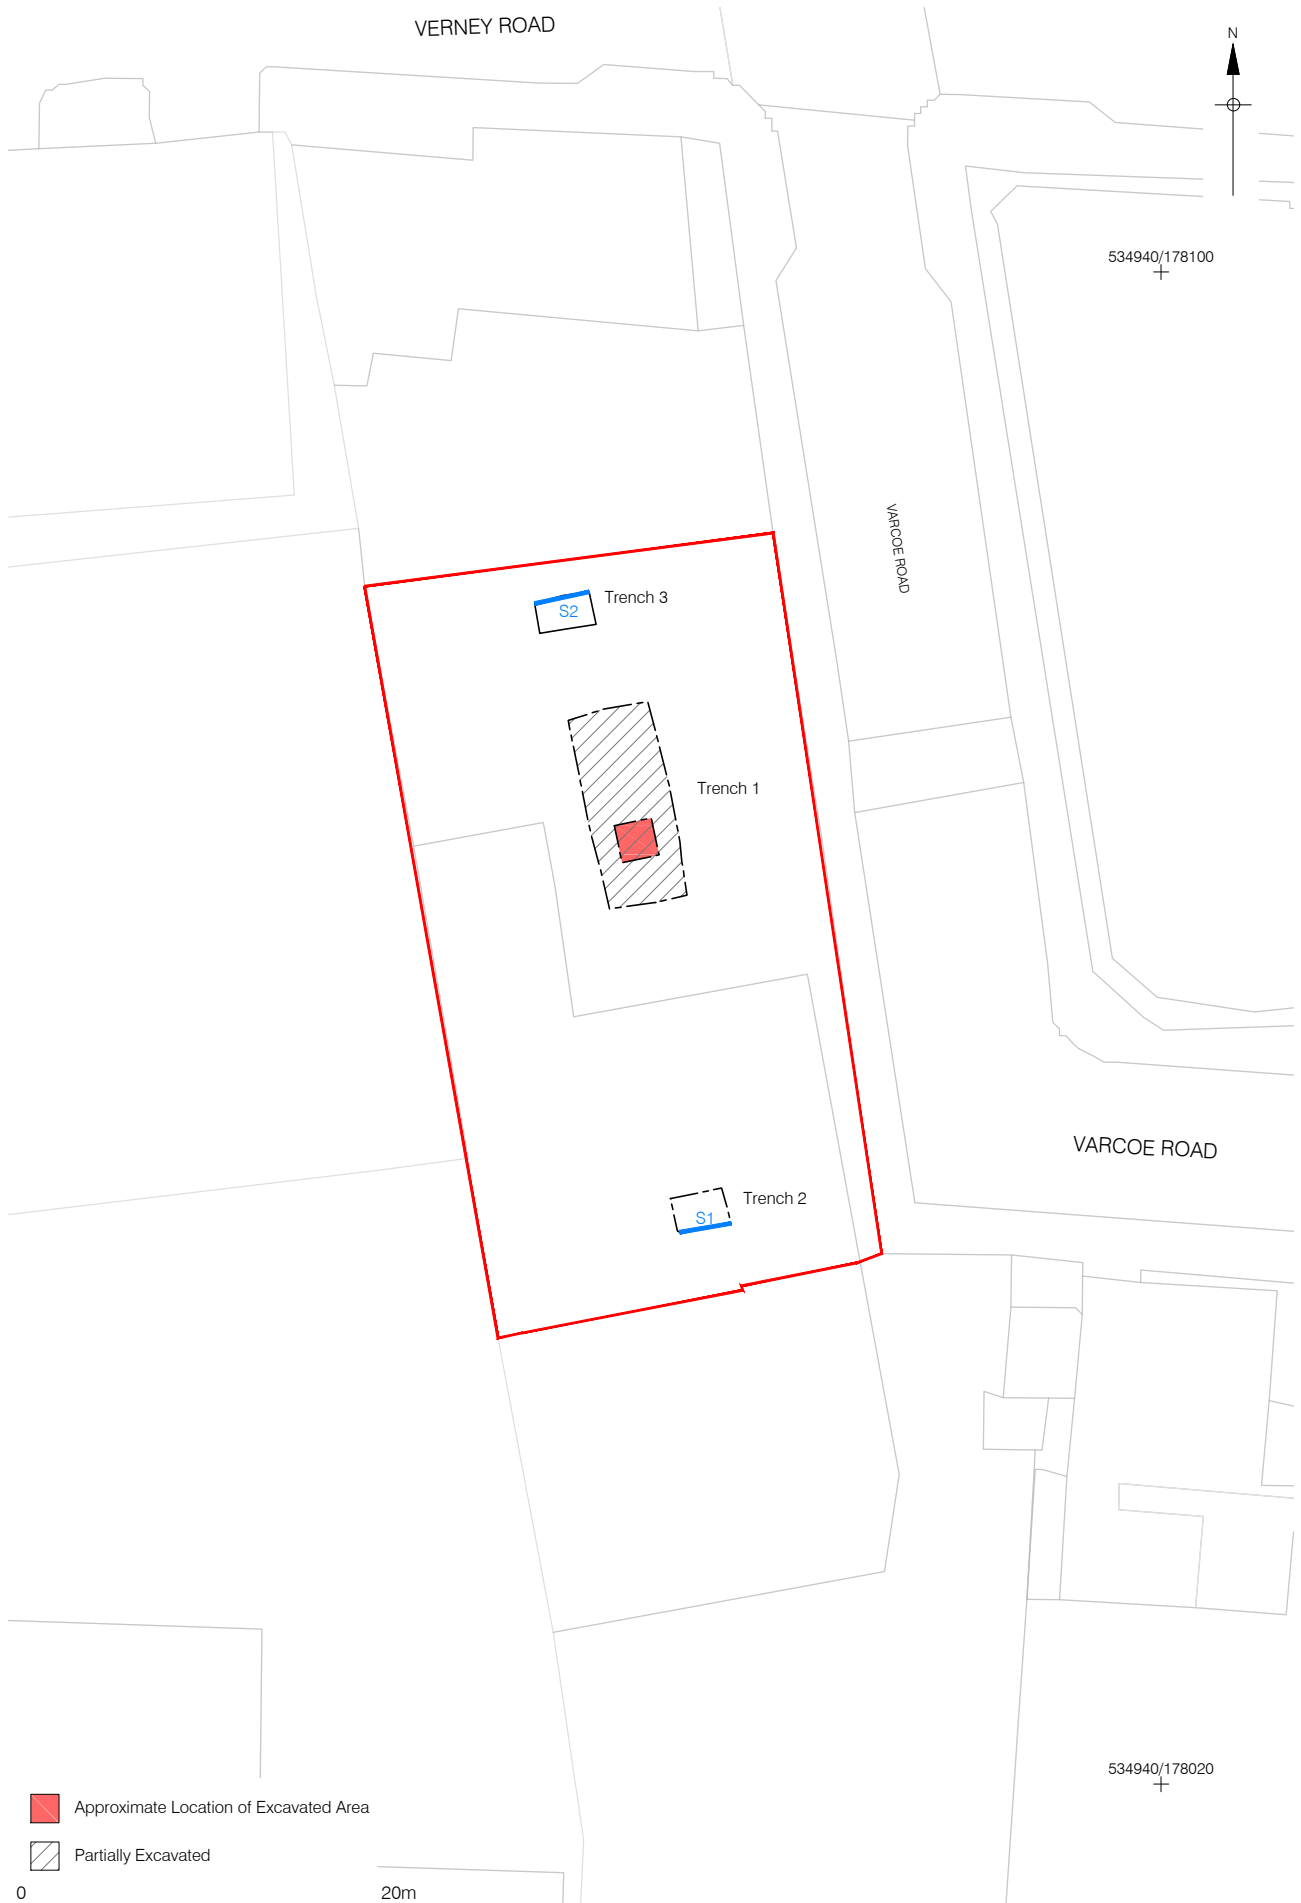 VERNEY ROAD
N
534940/178100
VARCOE ROAD
Trench 3
S2
Trench 1
VARCOE ROAD
Trench 2
S1
534940/178020
Approximate Location of Excavated Area
Partially Excavated
0 20m